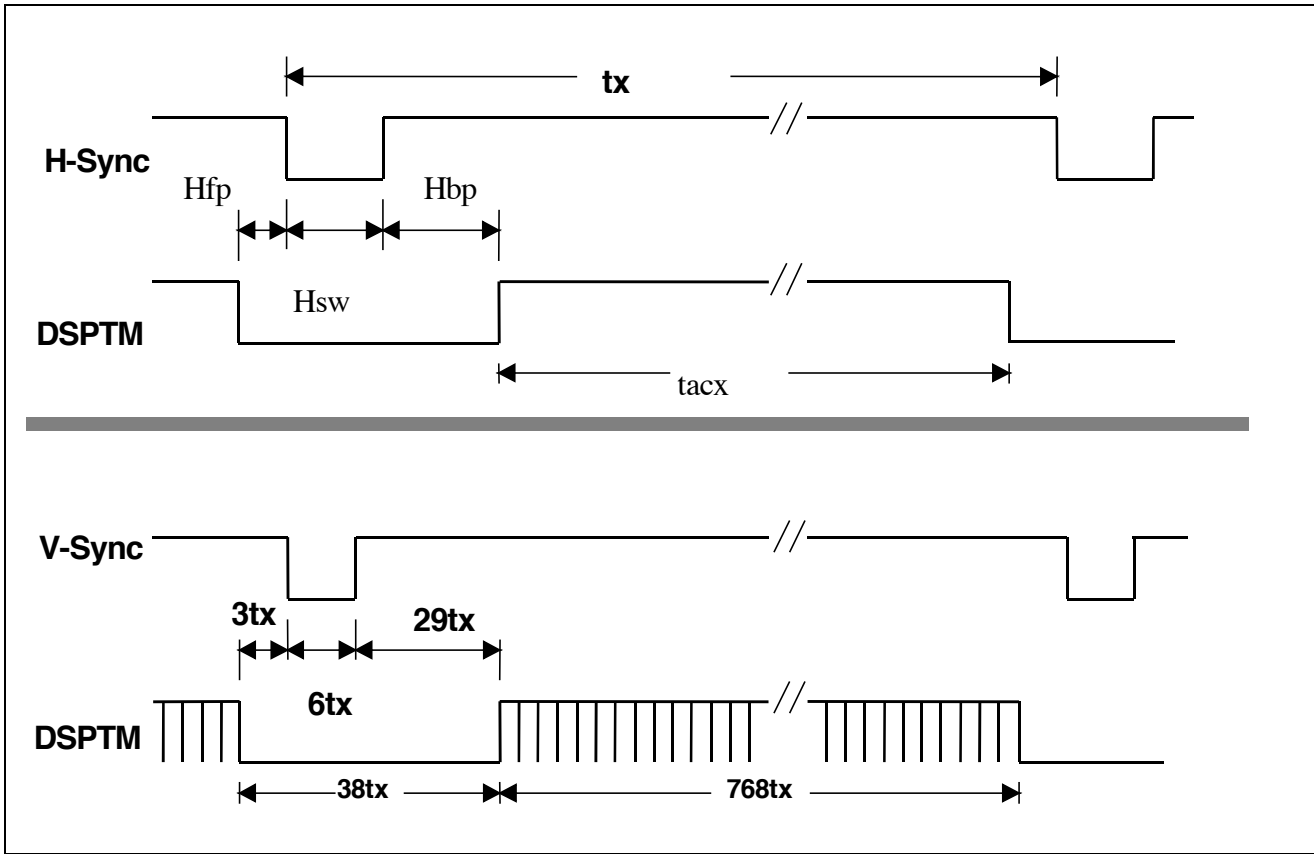 tx
H-Sync
Hfp
Hbp
Hsw
DSPTM
tacx
V-Sync
3tx
29tx
6tx
DSPTM
38tx
768tx